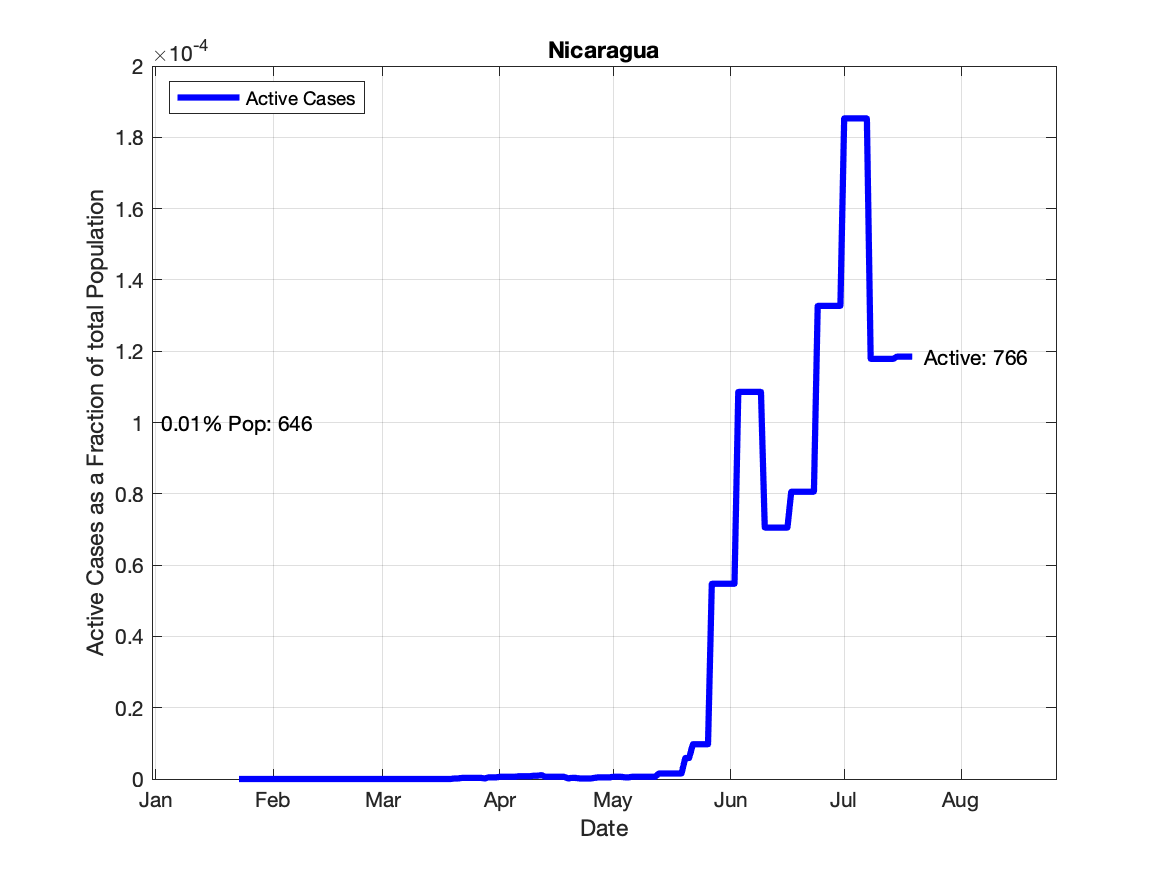 Nicaragua
×10-4
Active Cases
2
1.8
1.6
1.4
1.2
1
0.8
0.6
0.4
0.2
0
Active Cases as a Fraction of total Population
0.01% Pop: 646
Active: 766
Jan Feb Mar Apr May Jun Jul Aug
Date